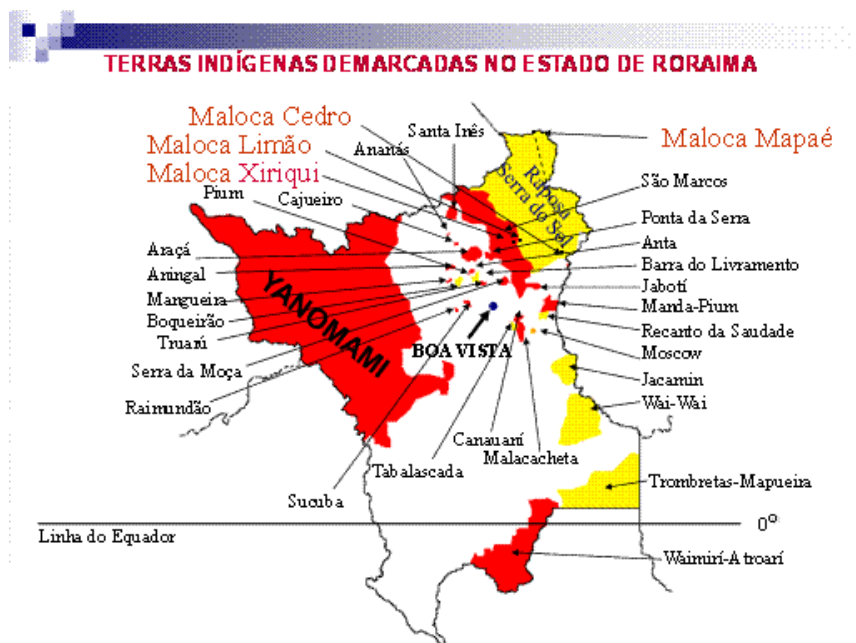 TERRAS INDÍGENAS DEMARCADAS NO ESTADO DE RORAIMA
Maloca Cedro
Maloca Limão
Maloca Xiriqui
Santa Inês
Ananás
Maloca Mapaé
Pium
Cajueiro
Raposa
Serra do Sol
São Marcos
Ponta da Serra
Anta
Barra do Livramento
Jabotí
Manda-Pium
Recanto da Saudade
Moscow
Jacamin
Wai-Wai
Araçá
Aningal
Mangueira
Boqueirão
Truarú
Serra da Moça
Raimundão
YANOMAMI
BOA VISTA
Canauaní
Malacacheta
Tabalascada
Sucuba
Trombretas-Mapueira
0º
Linha do Equador
Waimirí-Atroarí